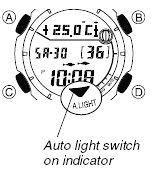 A B
+25.0°C
SA-30 [36]
10:09
C D
A.LIGHT
Auto light switch
on indicator